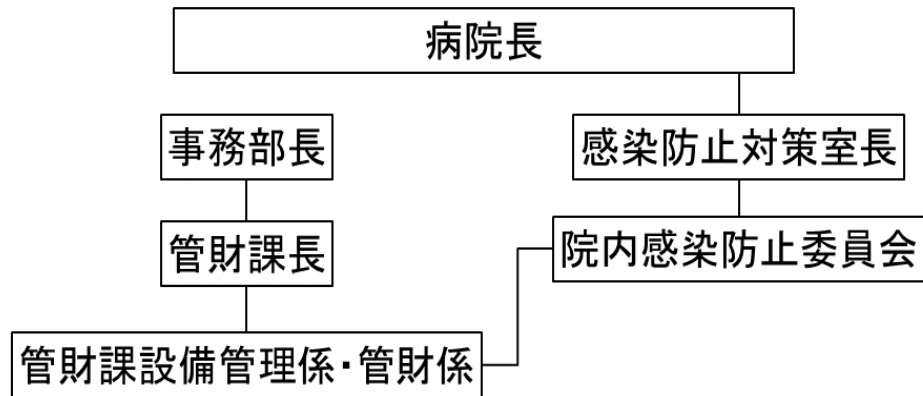 病院長
事務部長
感染防止対策室長
管財課長
院内感染防止委員会
管財課設備管理係・管財係